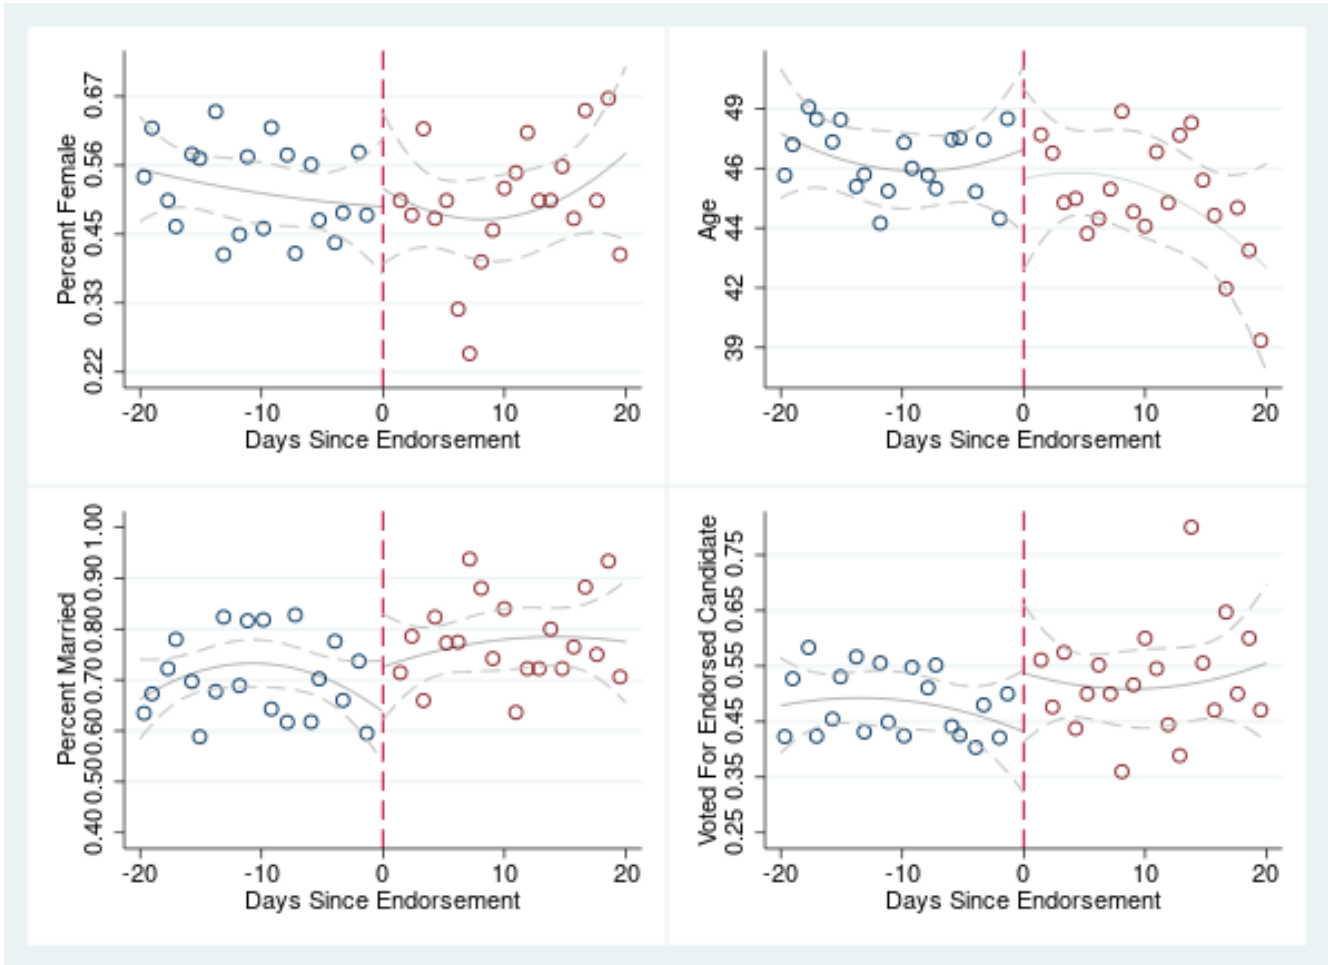 Percent Female
0.67
0.56
0.45
0.33
0.22
-20 -10 0 10 20
Days Since Endorsement
Age
49
46
44
42
39
-20 -10 0 10 20
Days Since Endorsement
Percent Married
1.00
0.90
0.80
0.70
0.60
0.50
0.40
-20 -10 0 10 20
Days Since Endorsement
Voted For Endorsed Candidate
0.75
0.65
0.55
0.45
0.35
0.25
-20 -10 0 10 20
Days Since Endorsement